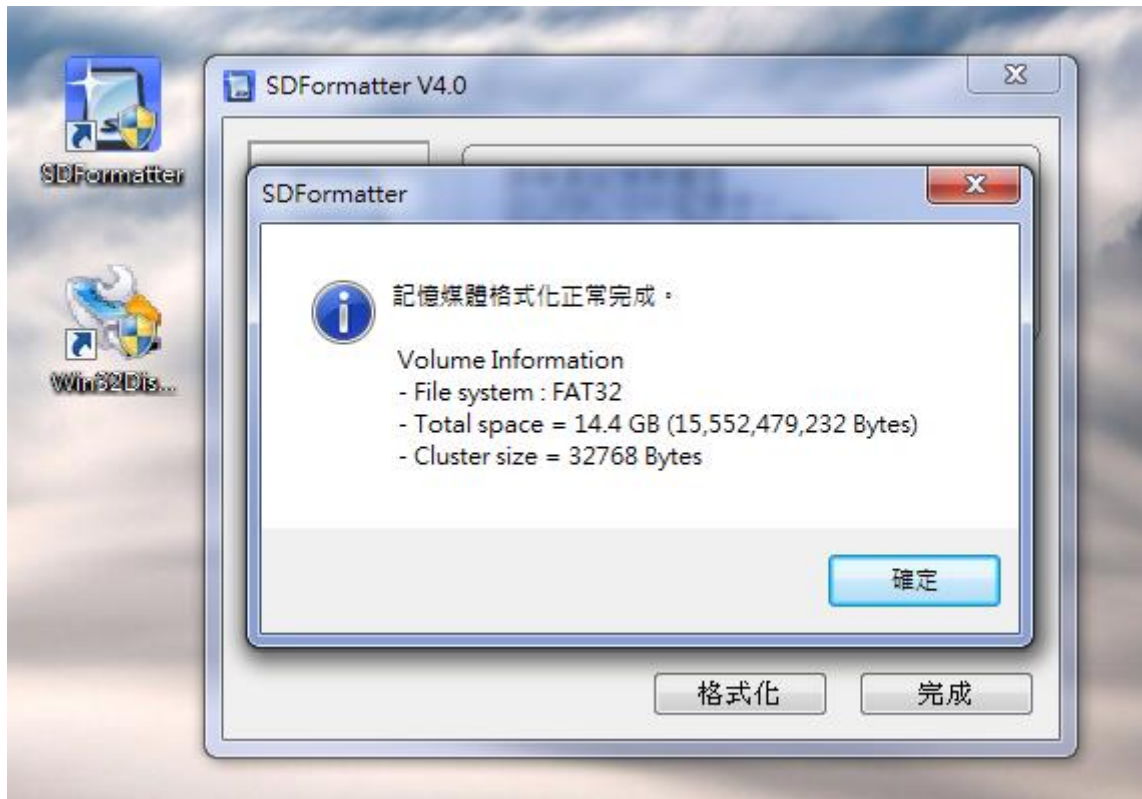 SDFormatter V4.0
SDFormatter
SDFormatter
記憶媒體格式化正常完成。
Volume Information
- File system : FAT32
- Total space = 14.4 GB (15,552,479,232 Bytes)
- Cluster size = 32768 Bytes
Win32Dis...
確定
格式化
完成